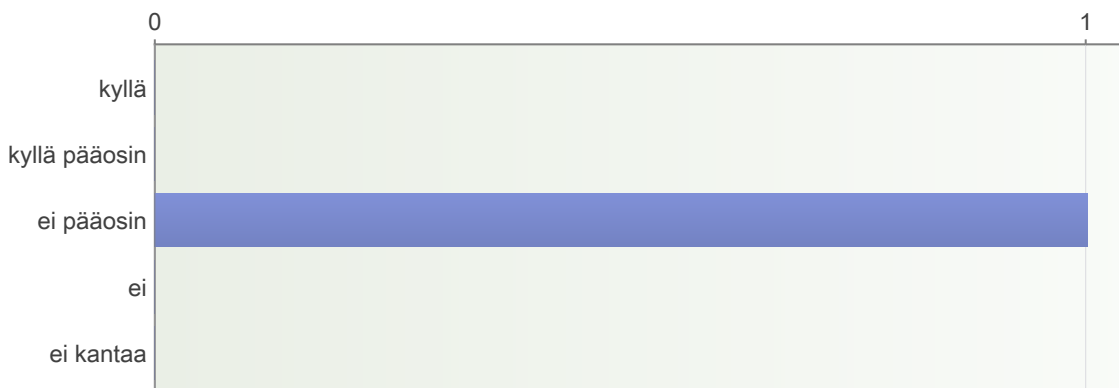 0 1
kyllä
kyllä pääosin
ei pääosin
ei
ei kantaa